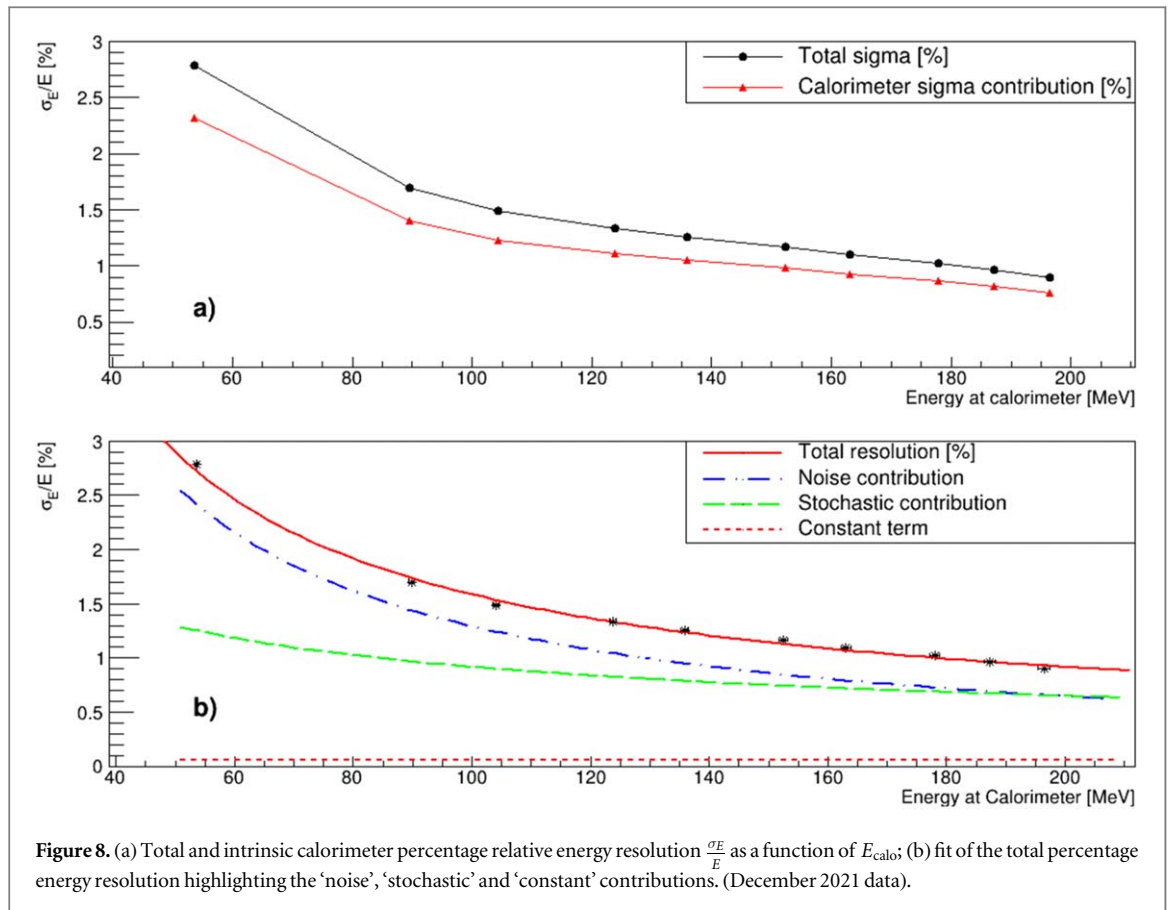 σ_E/E [%]
3
2.5
2
1.5
1
0.5
Total sigma [%]
Calorimeter sigma contribution [%]
a)
40 60 80 100 120 140 160 180 200
Energy at calorimeter [MeV]
σ_E/E [%]
3
2.5
2
1.5
1
0.5
0
Total resolution [%]
Noise contribution
Stochastic contribution
Constant term
b)
40 60 80 100 120 140 160 180 200
Energy at Calorimeter [MeV]
Figure 8. (a) Total and intrinsic calorimeter percentage relative energy resolution σE/E as a function of E_calo; (b) fit of the total percentage
energy resolution highlighting the ‘noise’, ‘stochastic’ and ‘constant’ contributions. (December 2021 data).